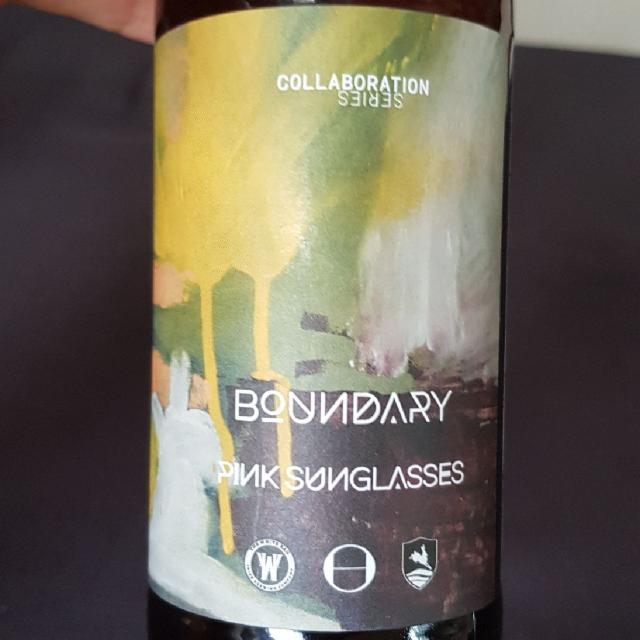 COLLABORATION
SERIES
BOUNDARY
PINK SUNGLASSES
W